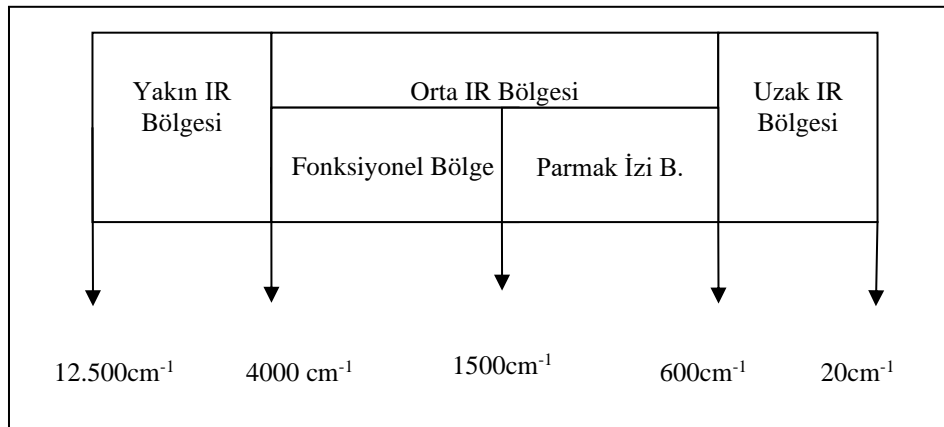 Yakın IR
Bölgesi
Orta IR Bölgesi
Uzak IR
Bölgesi
Fonksiyonel Bölge
Parmak İzi B.
12.500cm⁻¹
4000 cm⁻¹
1500cm⁻¹
600cm⁻¹
20cm⁻¹